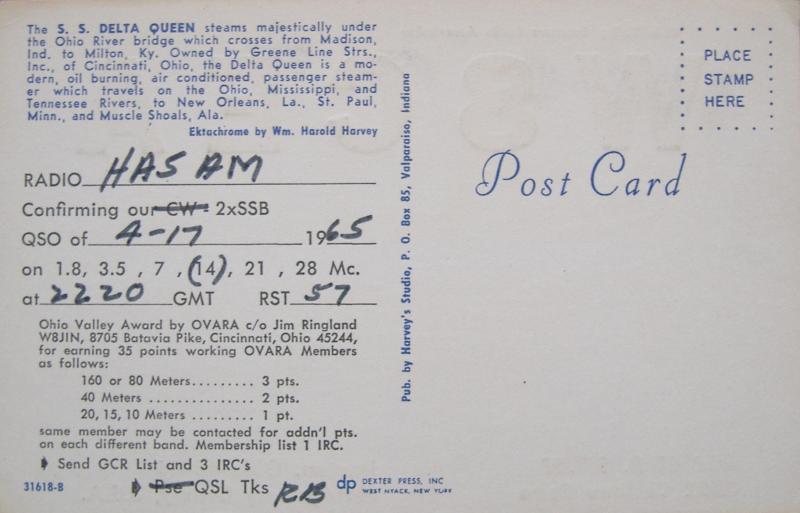 The S. S. DELTA QUEEN steams majestically under
the Ohio River bridge which crosses from Madison,
Ind. to Milton, Ky. Owned by Greene Line Strs.,
Inc., of Cincinnati, Ohio, the Delta Queen is a mo-
dern, oil burning, air conditioned, passenger steam-
er which travels on the Ohio, Mississippi, and
Tennessee Rivers, to New Orleans, La., St. Paul,
Minn., and Muscle Shoals, Ala.
Ektachrome by Wm. Harold Harvey
RADIO HA5AM
Confirming our CW - 2xSSB
QSO of 4-17 1965
on 1.8, 3.5 , 7 , (14), 21 , 28 Mc.
at 2220 GMT RST 57
Ohio Valley Award by OVARA c/o Jim Ringland
W8JIN, 8705 Batavia Pike, Cincinnati, Ohio 45244,
for earning 35 points working OVARA Members
as follows:
160 or 80 Meters......... 3 pts.
40 Meters ............... 2 pts.
20, 15, 10 Meters ........ 1 pt.
same member may be contacted for addn'l pts.
on each different band. Membership list 1 IRC.
Send GCR List and 3 IRC's
Pse QSL Tks
31618-B
dp DEXTER PRESS, INC
WEST NYACK, NEW YORK
Pub. by Harvey's Studio, P. O. Box 85, Valparaiso, Indiana
Post Card
PLACE
STAMP
HERE